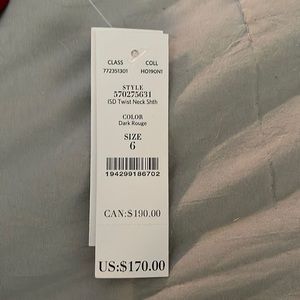 CLASS COLL
772351301 HO190N1
STYLE
570275631
ISD Twist Neck Shth
COLOR
Dark Rouge
SIZE
6
194299186702
CAN:$190.00
US:$170.00